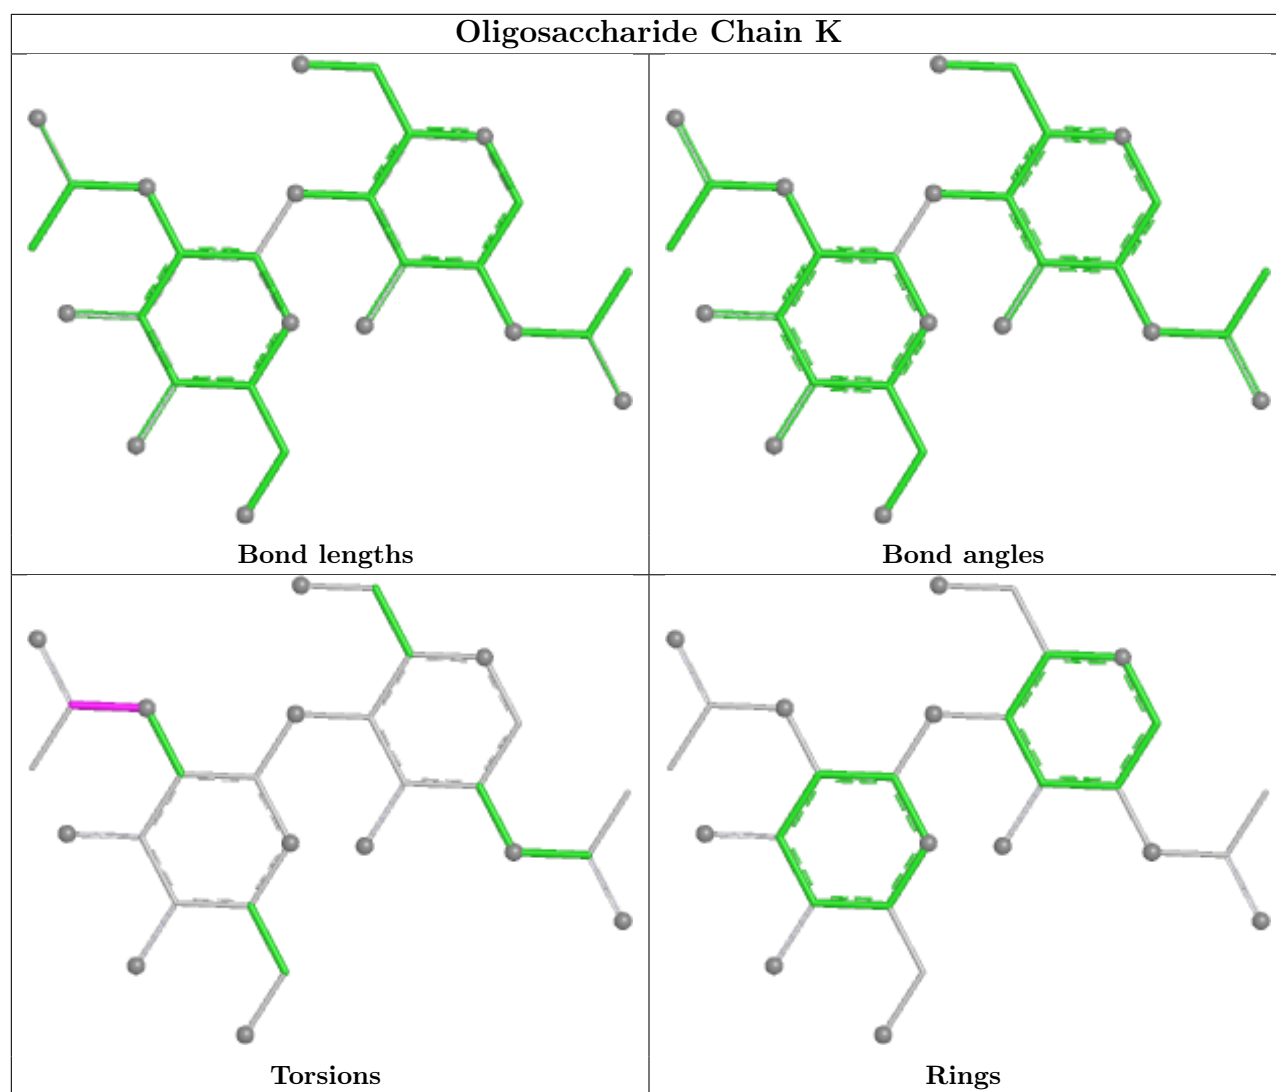 Oligosaccharide Chain K
Bond lengths
Bond angles
Torsions
Rings